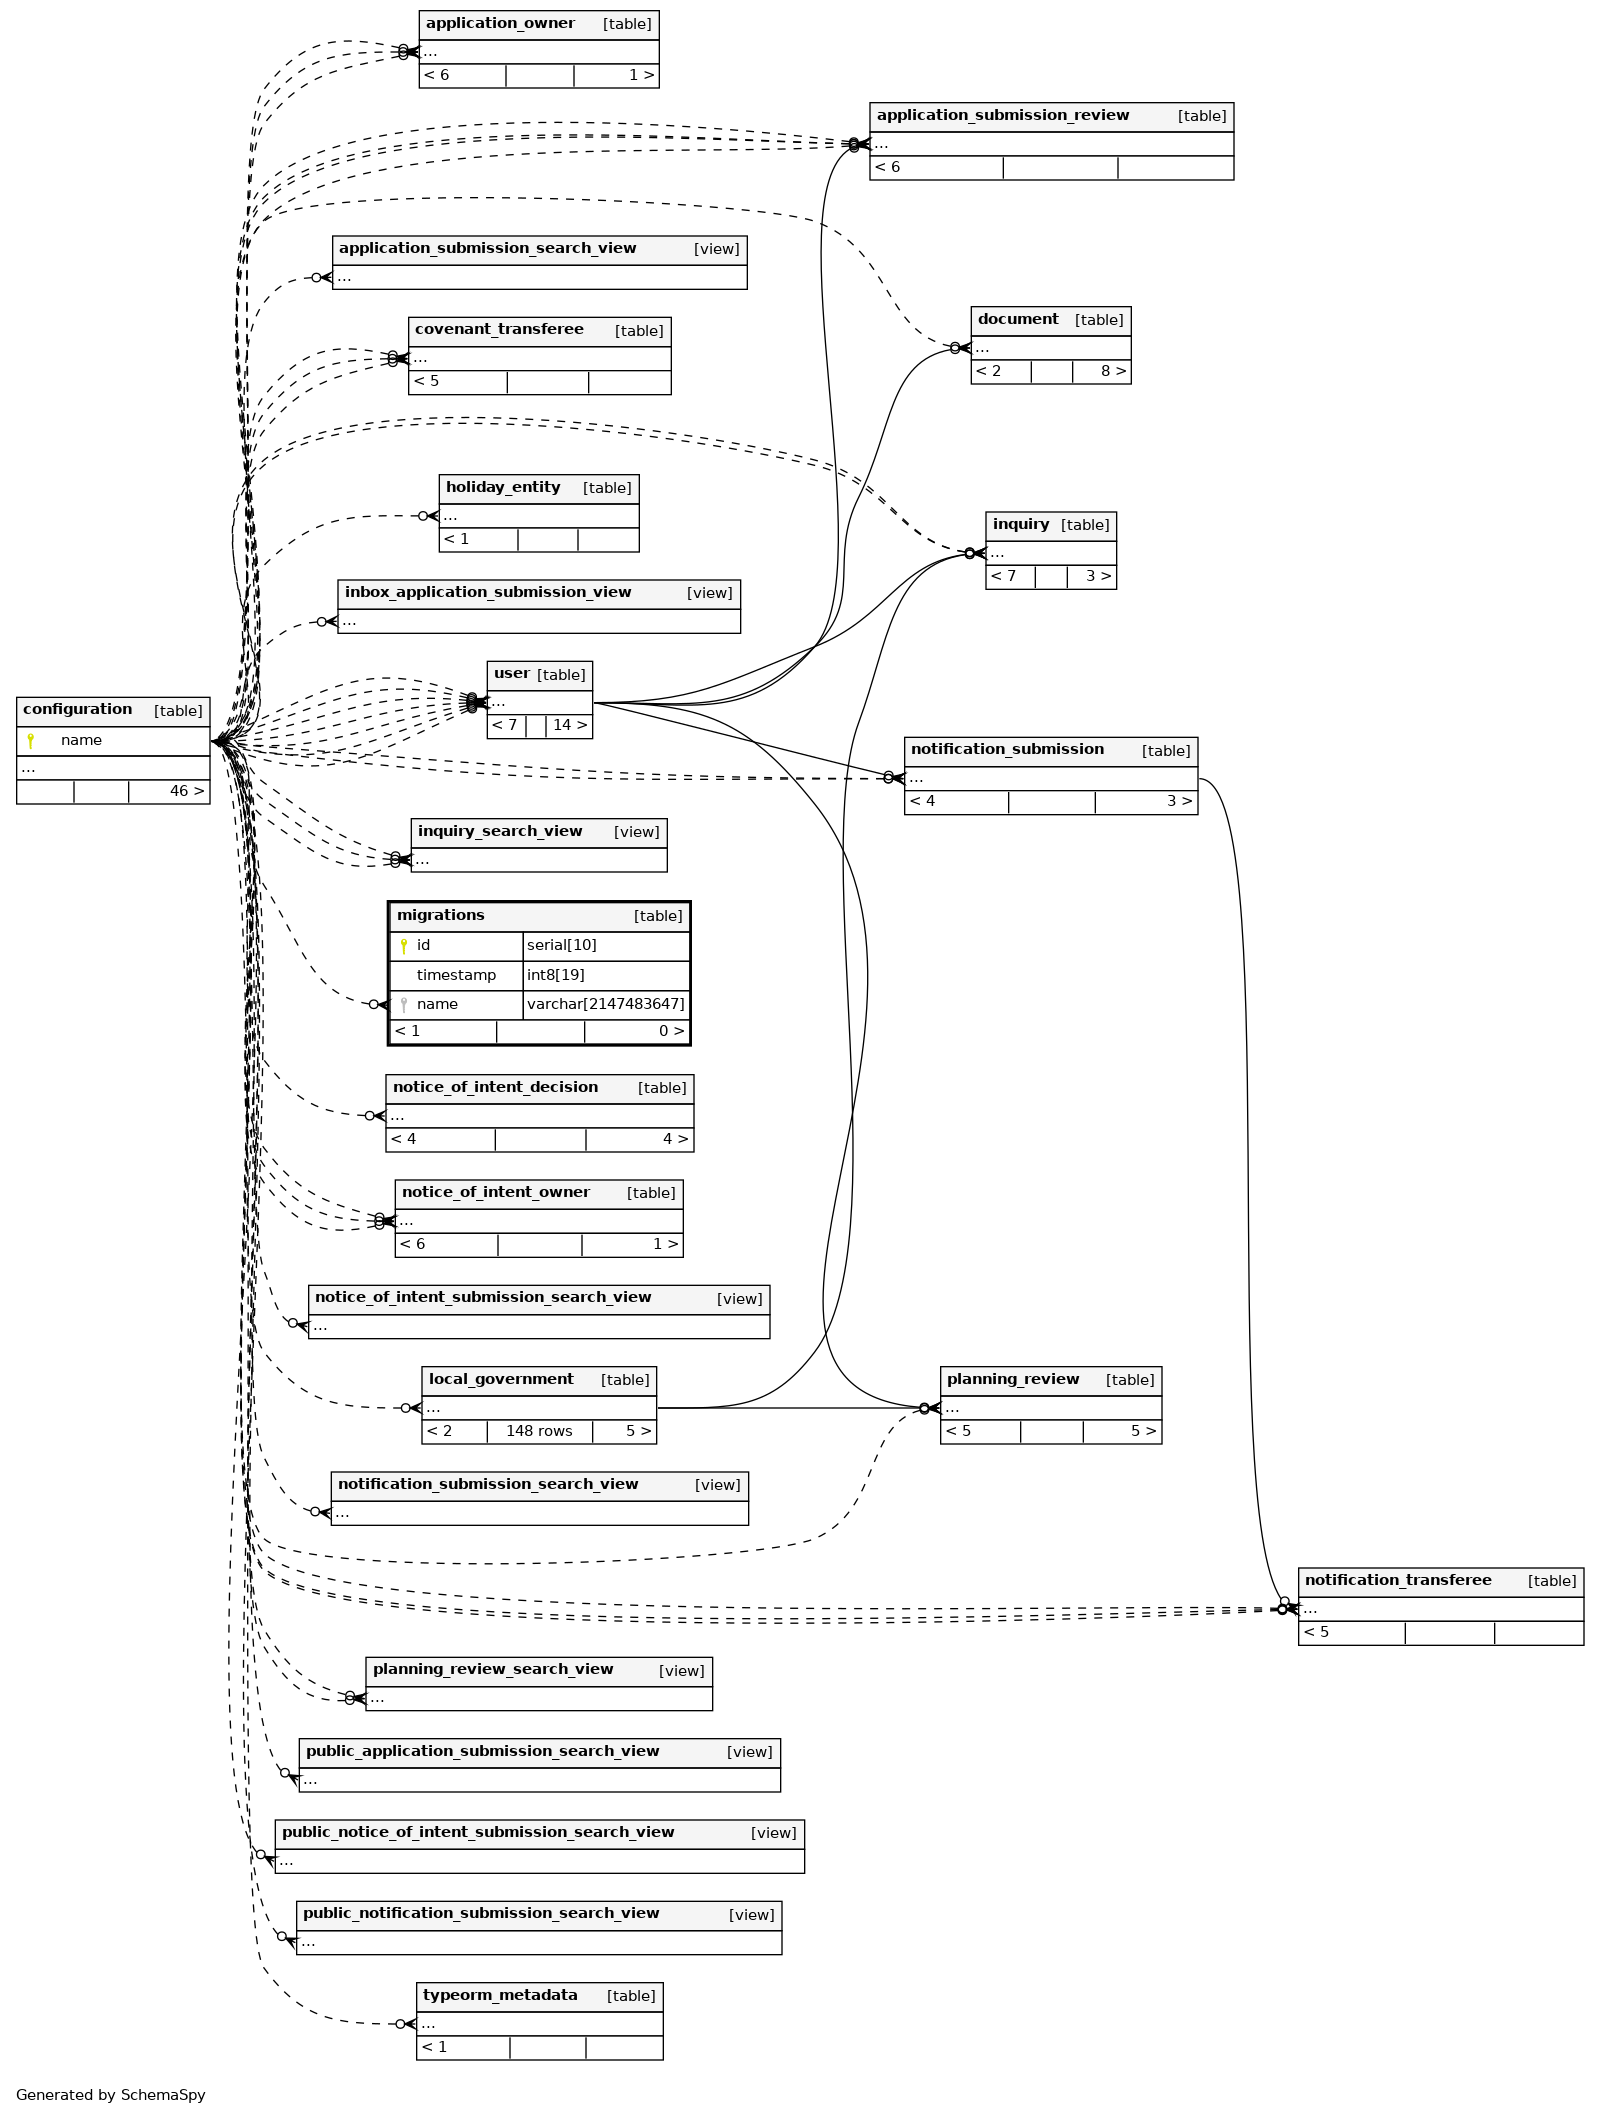 application_owner [table]
...
< 6 1 >
application_submission_review [table]
...
< 6
application_submission_search_view [view]
...
covenant_transferee [table]
...
< 5
document [table]
...
< 2 8 >
holiday_entity [table]
...
< 1
inquiry [table]
...
< 7 3 >
inbox_application_submission_view [view]
...
user [table]
...
< 7 14 >
configuration [table]
name
...
46 >
notification_submission [table]
...
< 4 3 >
inquiry_search_view [view]
...
migrations [table]
id serial[10]
timestamp int8[19]
name varchar[2147483647]
< 1 0 >
notice_of_intent_decision [table]
...
< 4 4 >
notice_of_intent_owner [table]
...
< 6 1 >
notice_of_intent_submission_search_view [view]
...
local_government [table]
...
< 2 148 rows 5 >
planning_review [table]
...
< 5 5 >
notification_submission_search_view [view]
...
notification_transferee [table]
...
< 5
planning_review_search_view [view]
...
public_application_submission_search_view [view]
...
public_notice_of_intent_submission_search_view [view]
...
public_notification_submission_search_view [view]
...
typeorm_metadata [table]
...
< 1
Generated by SchemaSpy